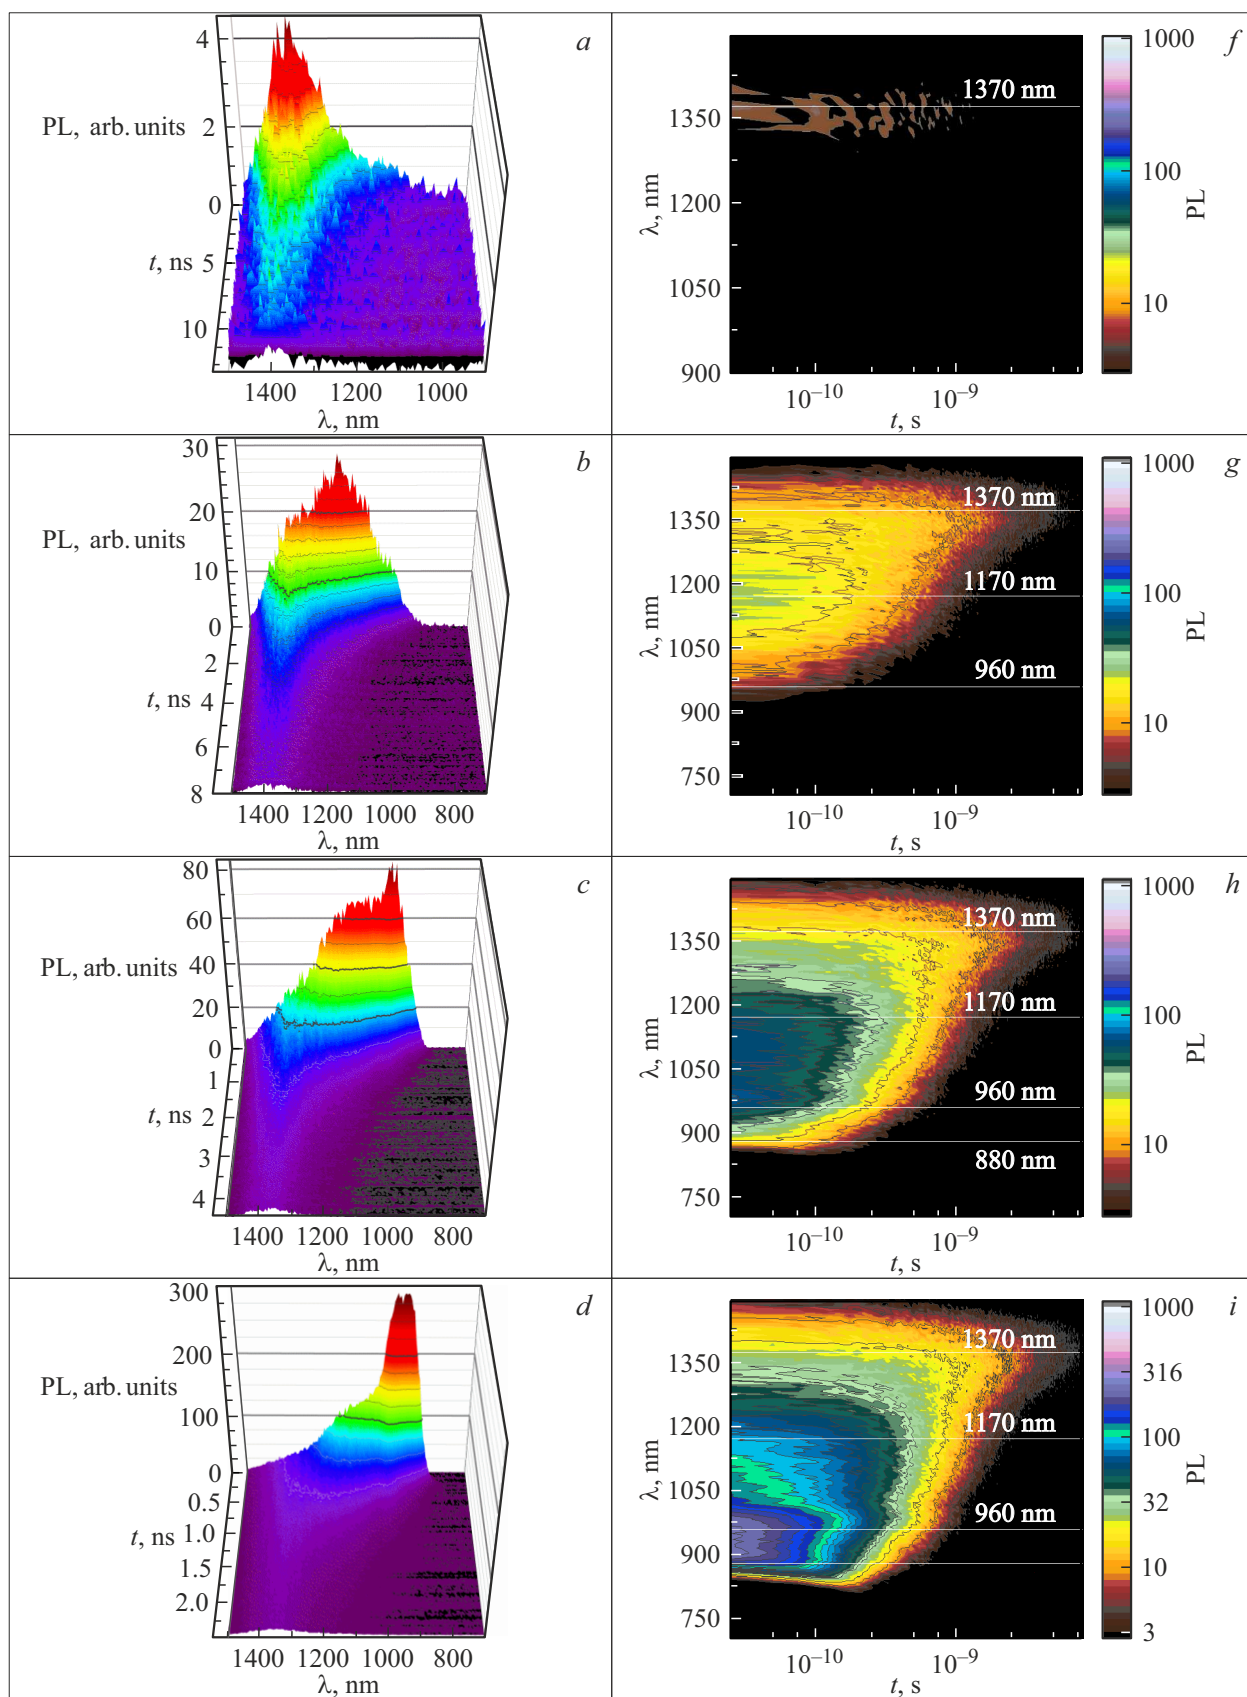 a
4
PL, arb. units
2
0
t, ns 5
10
1400 1200 1000
λ, nm
f
1000
1370 nm
1350
100
1200
λ, nm
PL
1050
10
900
10⁻¹⁰ 10⁻⁹
t, s
b
30
20
PL, arb. units
10
0
2
t, ns 4
6
8
1400 1200 1000 800
λ, nm
g
1000
1370 nm
1350
100
1200
1170 nm
λ, nm
PL
1050
960 nm
900
10
750
10⁻¹⁰ 10⁻⁹
t, s
c
80
60
PL, arb. units
40
20
0
1
t, ns 2
3
4
1400 1200 1000 800
λ, nm
h
1000
1370 nm
1350
1200
1170 nm
100
λ, nm
PL
1050
960 nm
900
10
880 nm
750
10⁻¹⁰ 10⁻⁹
t, s
d
300
200
PL, arb. units
100
0
0.5
t, ns 1.0
1.5
2.0
1400 1200 1000 800
λ, nm
i
1000
1370 nm
1350
316
1200
1170 nm
100
λ, nm
PL
1050
32
960 nm
900
10
750
3
10⁻¹⁰ 10⁻⁹
t, s